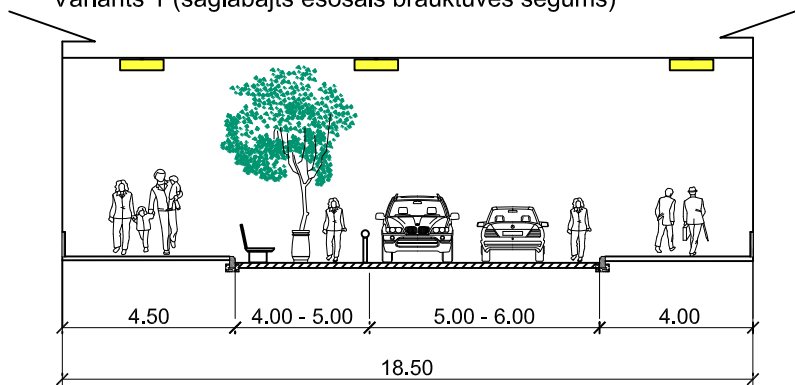 Variants 1 (saglabājts esošais brauktuves segums)
4.50
4.00 - 5.00
5.00 - 6.00
4.00
18.50